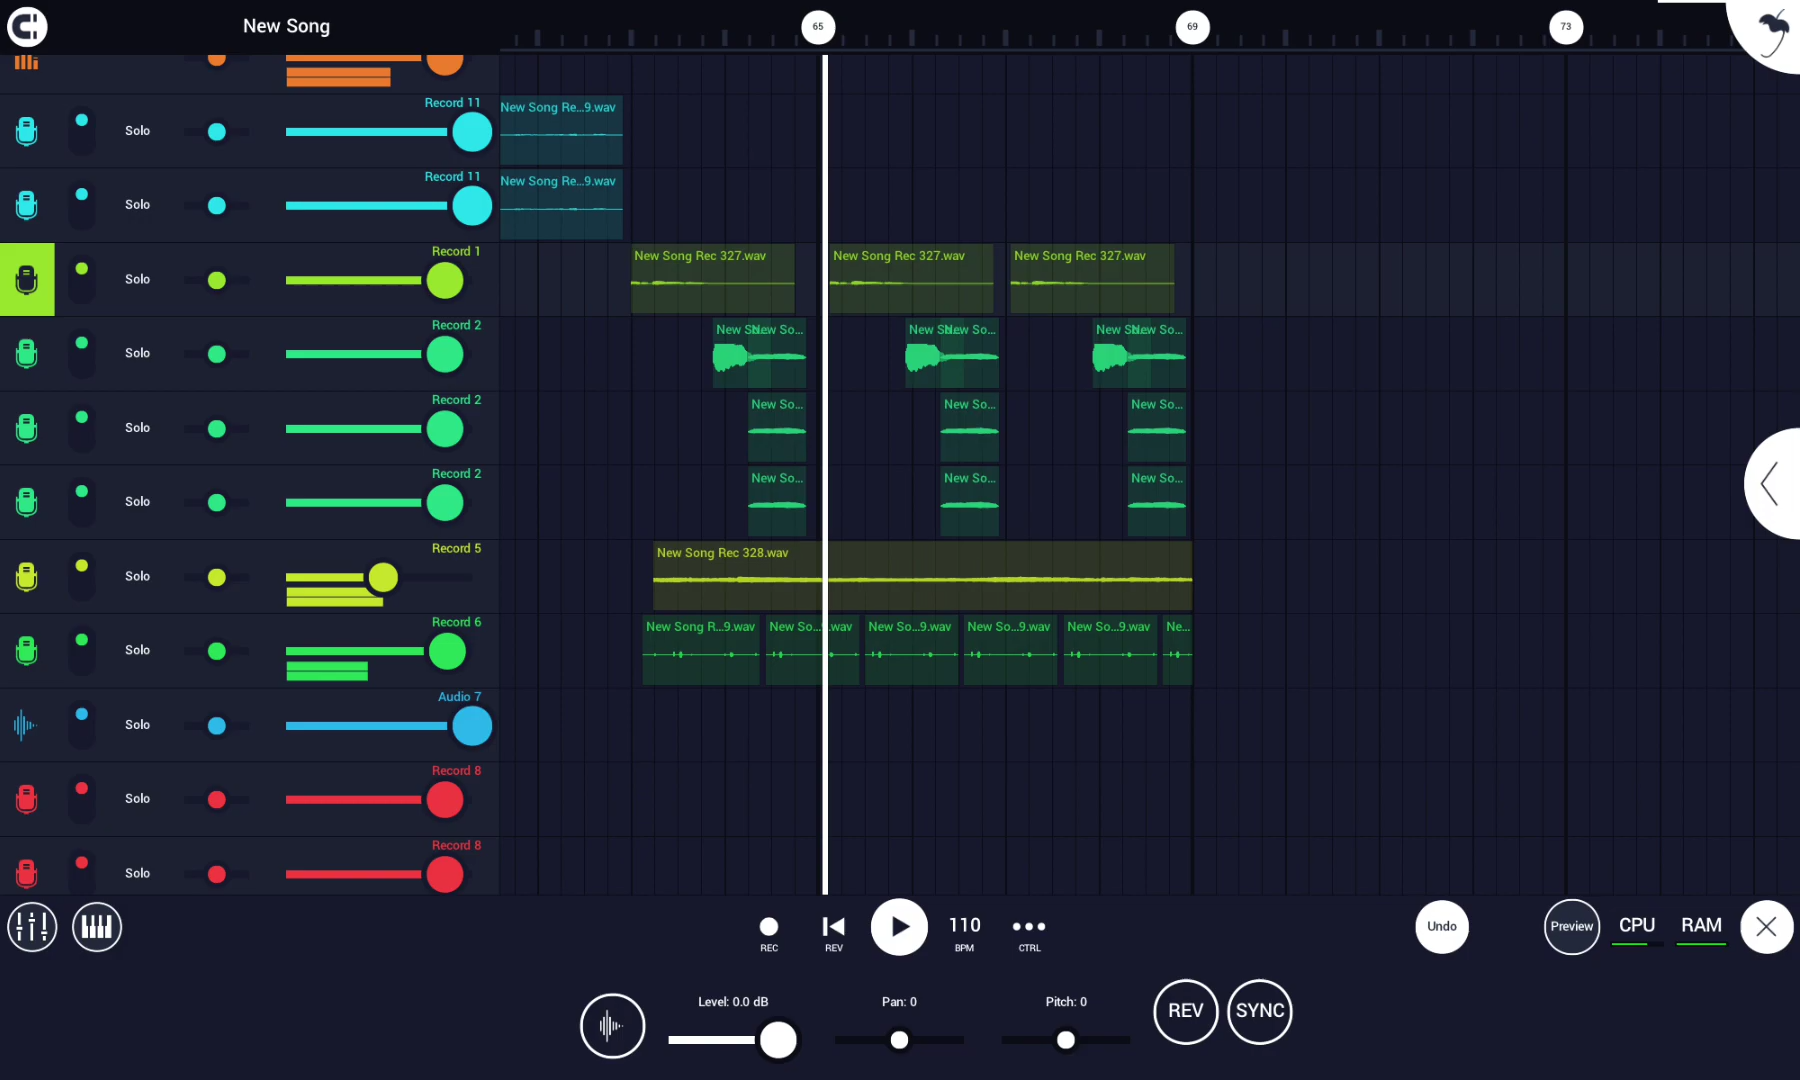 New Song
65
69
73
Record 11
New Song Re...9.wav
Solo
Record 11
New Song Re...9.wav
Solo
Record 1
New Song Rec 327.wav
New Song Rec 327.wav
New Song Rec 327.wav
Solo
Record 2
New So...
New So...
New So...
Solo
Record 2
New So...
New So...
New So...
Solo
Record 2
New So...
New So...
New So...
Solo
Record 5
New Song Rec 328.wav
Solo
Record 6
New Song R...9.wav
New So...9.wav
New So...9.wav
New So...9.wav
Ne...
Solo
Audio 7
Solo
Record 8
Solo
Record 8
Solo
REC
REV
110
BPM
CTRL
Undo
Preview
CPU
RAM
Level: 0.0 dB
Pan: 0
Pitch: 0
REV
SYNC